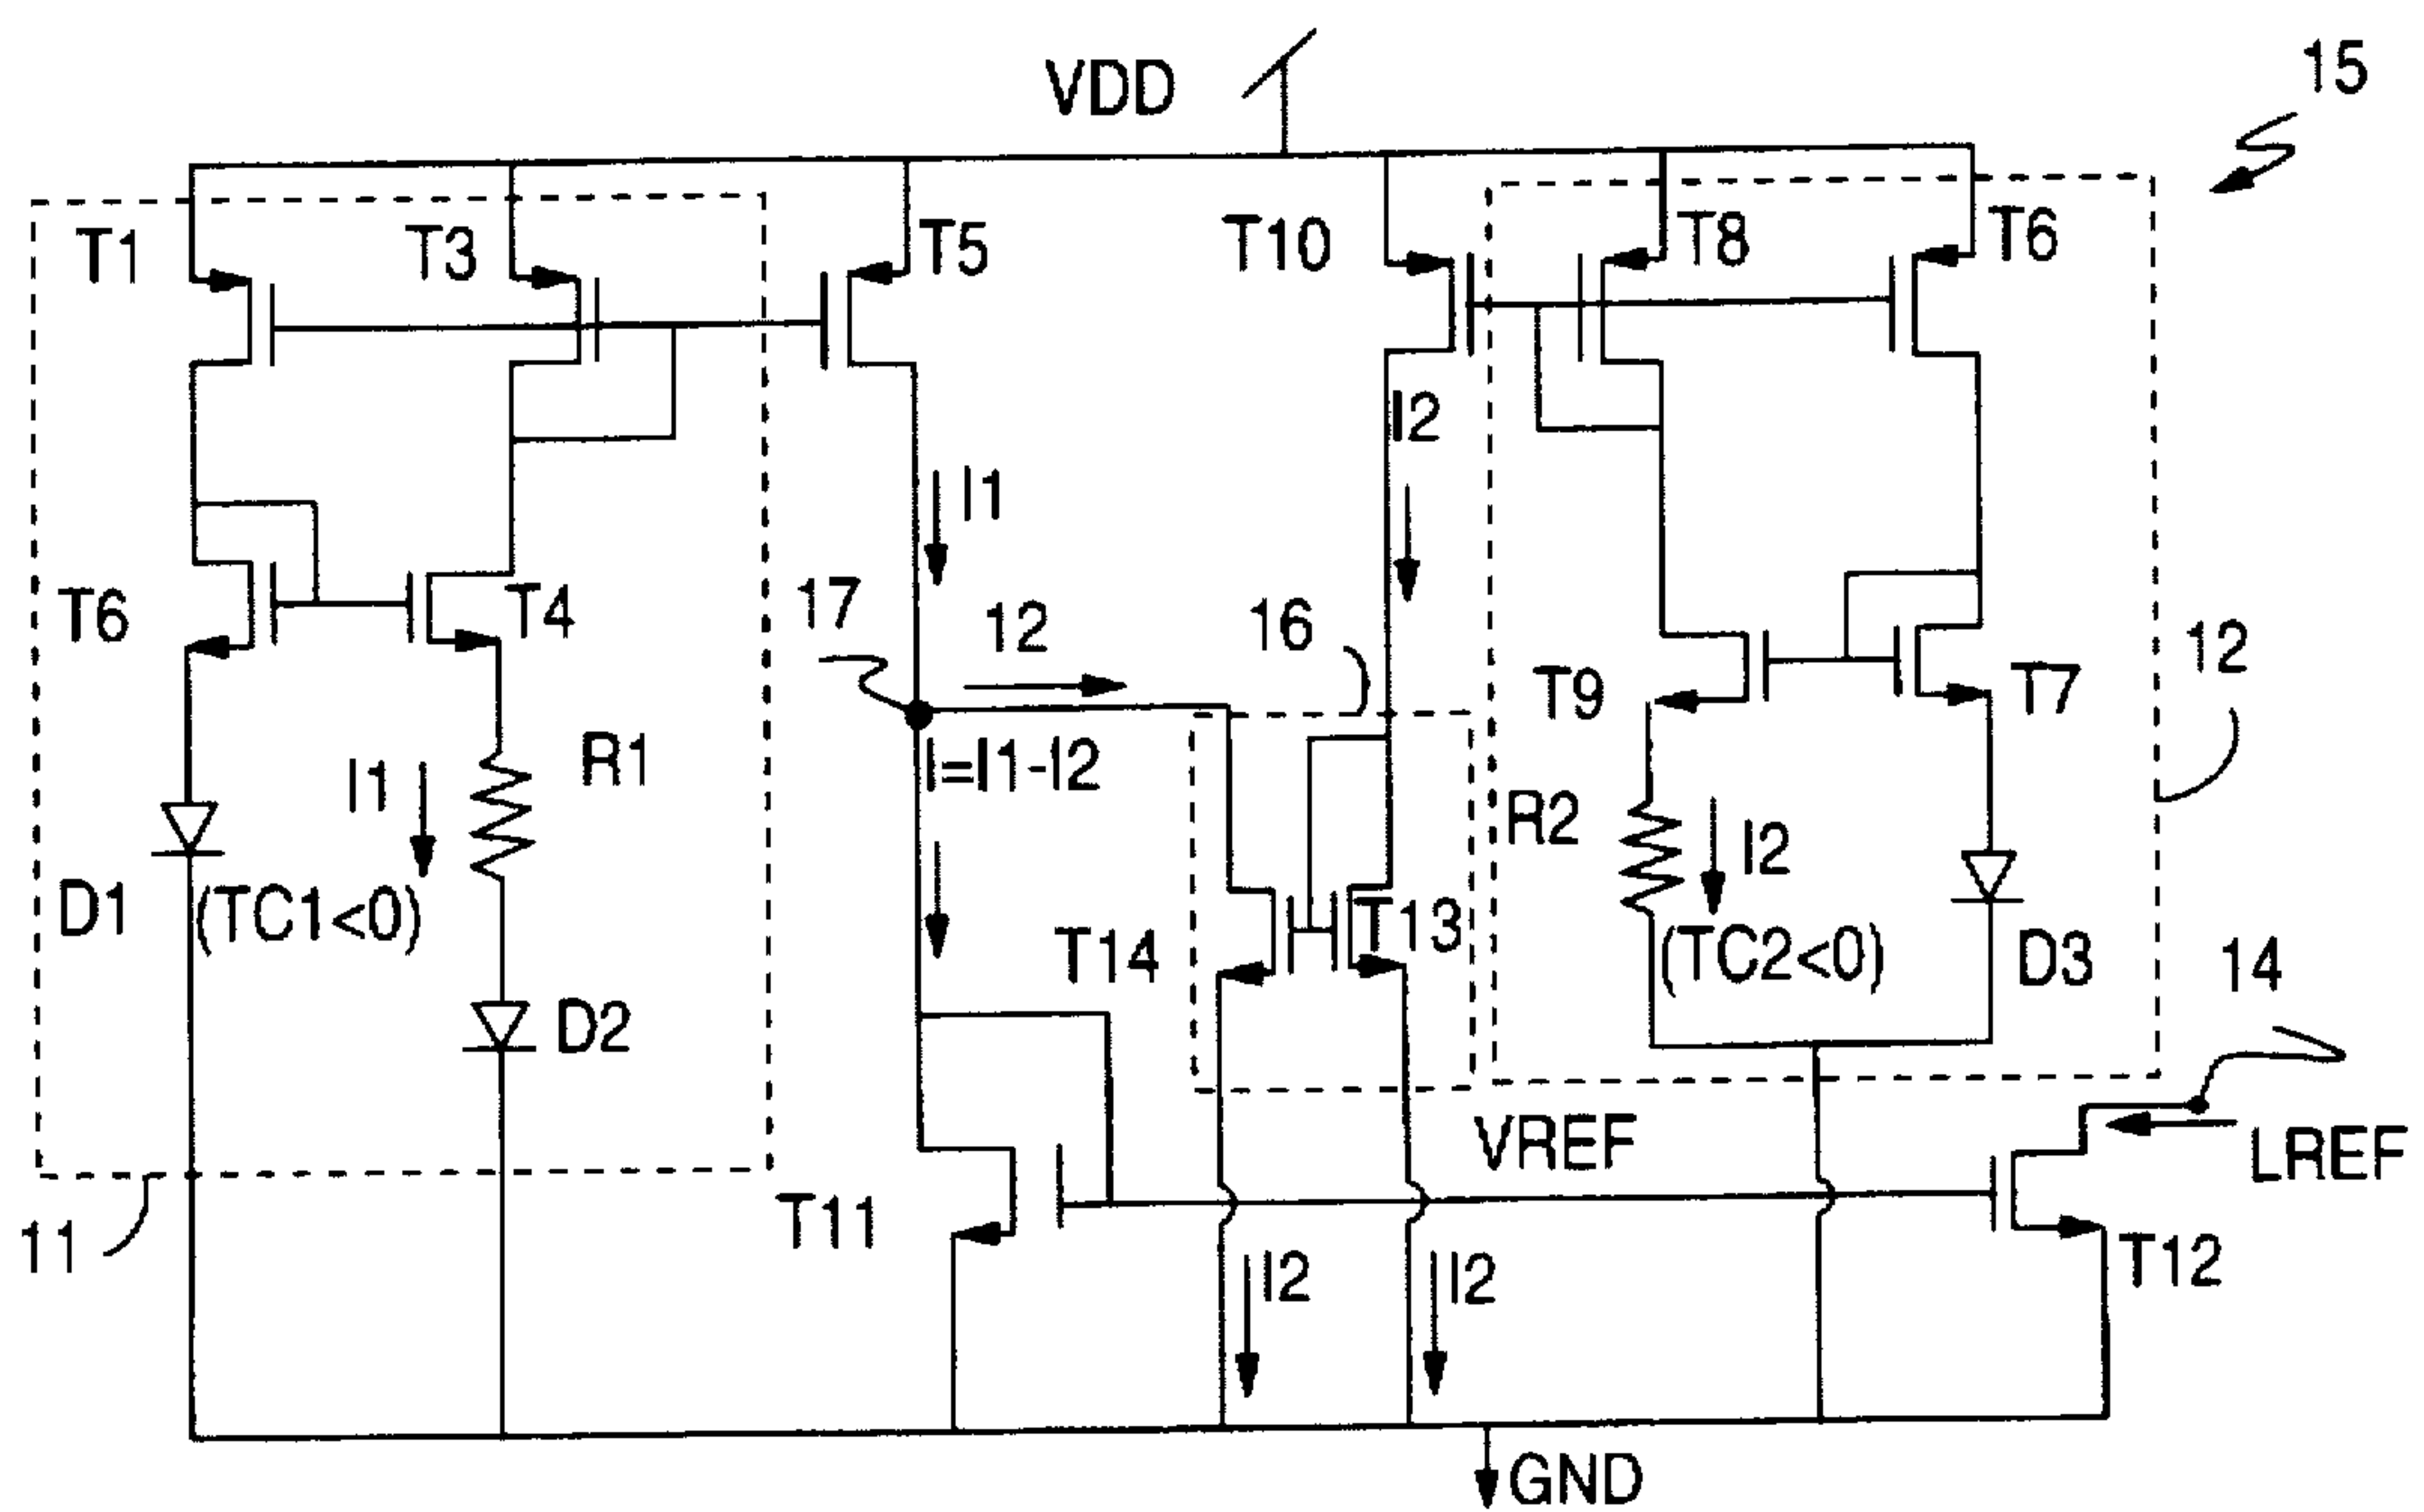 VDD
15
T1
T3
T5
T10
T8
T6
I2
I1
T6
T4
17
12
16
12
T9
T7
I=I1-I2
R1
I1
R2
I2
D1
(TC1<0)
T14
T13
(TC2<0)
D3
14
D2
VREF
LREF
T11
11
I2
I2
T12
GND